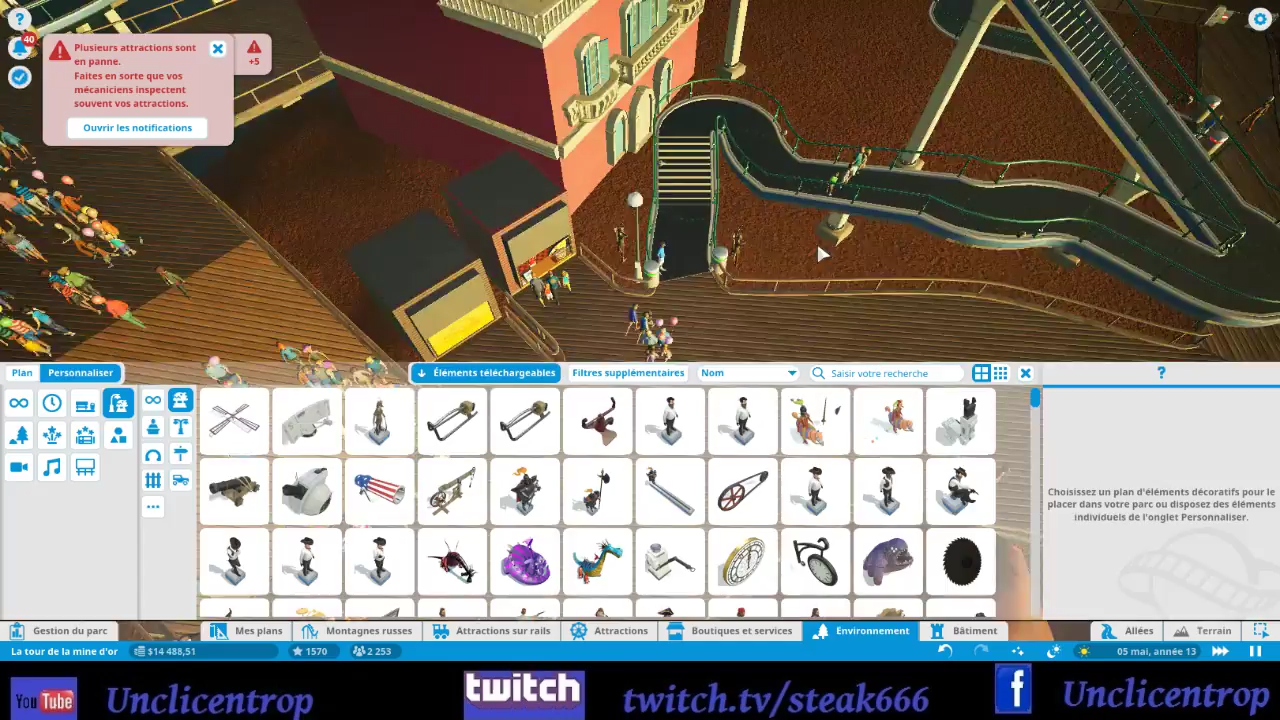 ?
40
Plusieurs attractions sont
en panne.
Faites en sorte que vos
mécaniciens inspectent
souvent vos attractions.
Ouvrir les notifications
+5
Plan
Personnaliser
Éléments téléchargeables
Filtres supplémentaires
Nom
Saisir votre recherche
?
Choisissez un plan d'éléments décoratifs pour le
placer dans votre parc ou disposez des éléments
individuels de l'onglet Personnaliser.
Gestion du parc
Mes plans
Montagnes russes
Attractions sur rails
Attractions
Boutiques et services
Environnement
Bâtiment
Allées
Terrain
La tour de la mine d'or
$14 488,51
1570
2 253
05 mai, année 13
YouTube
Unclicentrop
twitch
twitch.tv/steak666
f
Unclicentrop